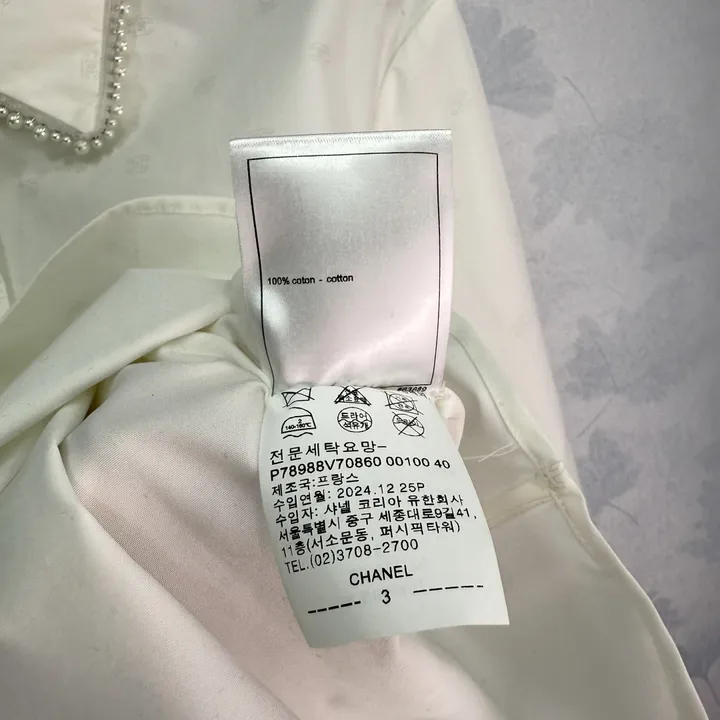 100% coton - cotton
2
140-160℃
드라이
석유계
전문세탁요망-
P78988V70860 00100 40
제조국:프랑스
수입연월: 2024.12 25P
수입자: 샤넬 코리아 유한회사
서울특별시 중구 세종대로9길41,
11층(서소문동, 퍼시픽타워)
TEL.(02)3708-2700
CHANEL
----- 3 -----